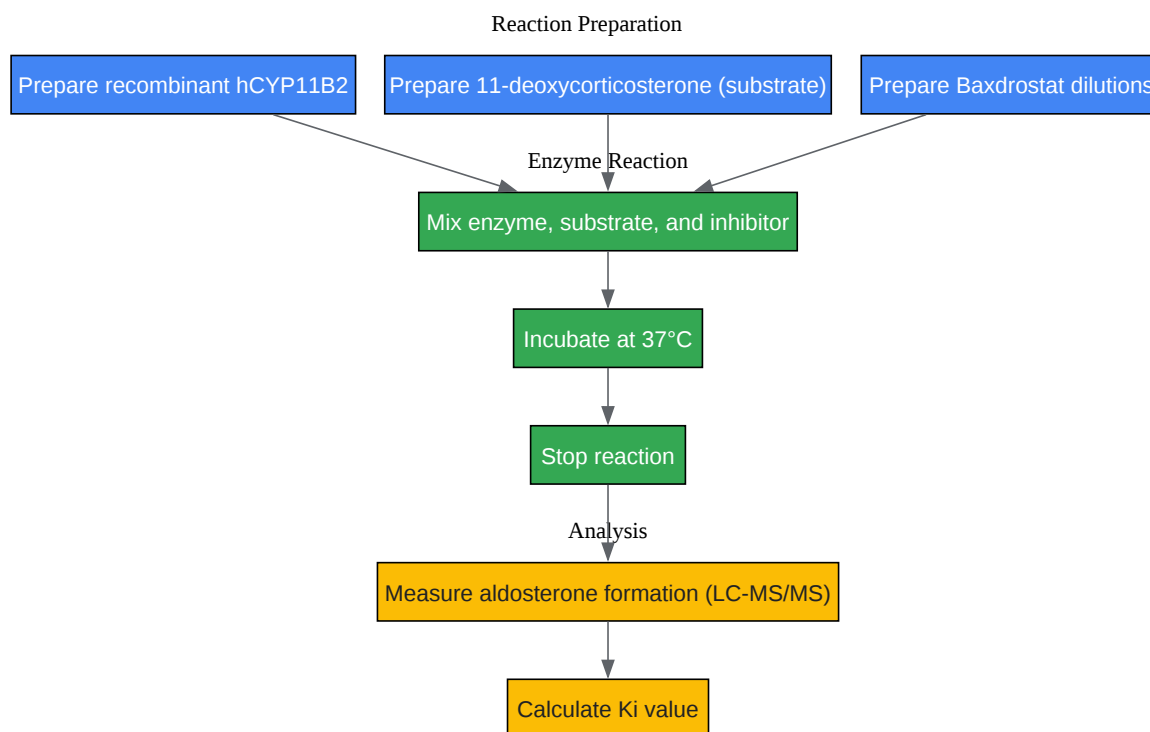 Reaction Preparation
Prepare recombinant hCYP11B2
Prepare 11-deoxycorticosterone (substrate)
Prepare Baxdrostat dilutions
Enzyme Reaction
Mix enzyme, substrate, and inhibitor
Incubate at 37°C
Stop reaction
Analysis
Measure aldosterone formation (LC-MS/MS)
Calculate Ki value